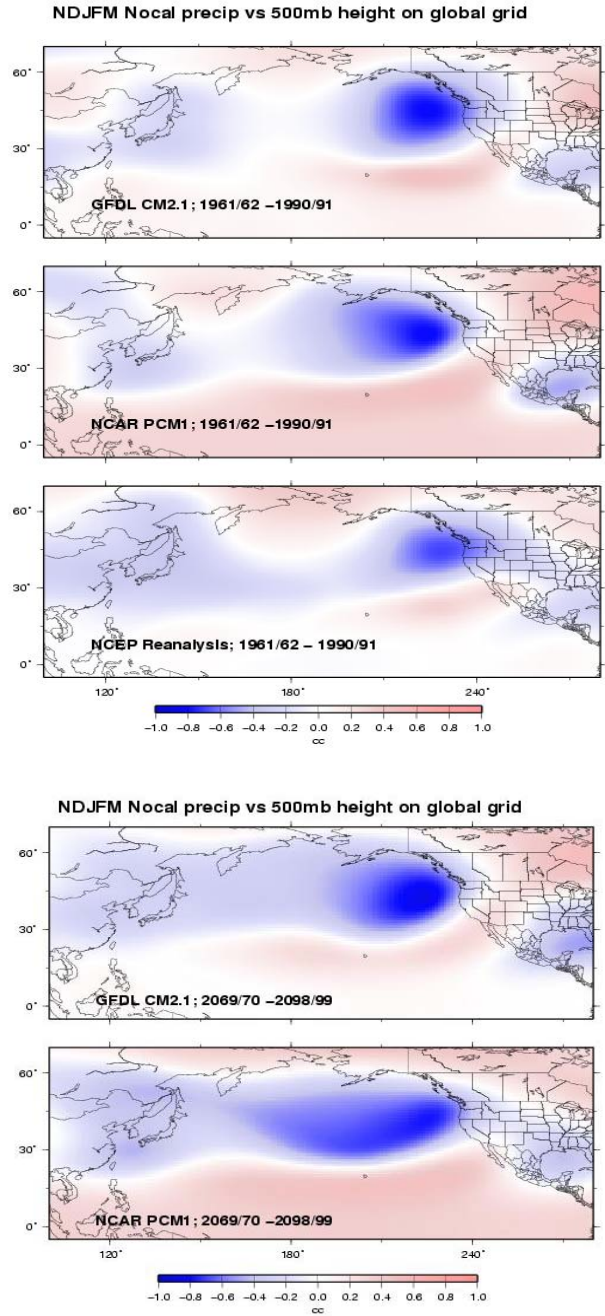 NDJFM Nocal precip vs 500mb height on global grid
60°
30°
0°
GFDL CM2.1; 1961/62 −1990/91
60°
30°
0°
NCAR PCM1; 1961/62 −1990/91
60°
30°
0°
NCEP Reanalysis; 1961/62 − 1990/91
120° 180° 240°
−1.0 −0.8 −0.6 −0.4 −0.2 0.0 0.2 0.4 0.6 0.8 1.0
cc
NDJFM Nocal precip vs 500mb height on global grid
60°
30°
0°
GFDL CM2.1; 2069/70 −2098/99
60°
30°
0°
NCAR PCM1; 2069/70 −2098/99
120° 180° 240°
−1.0 −0.8 −0.6 −0.4 −0.2 0.0 0.2 0.4 0.6 0.8 1.0
cc